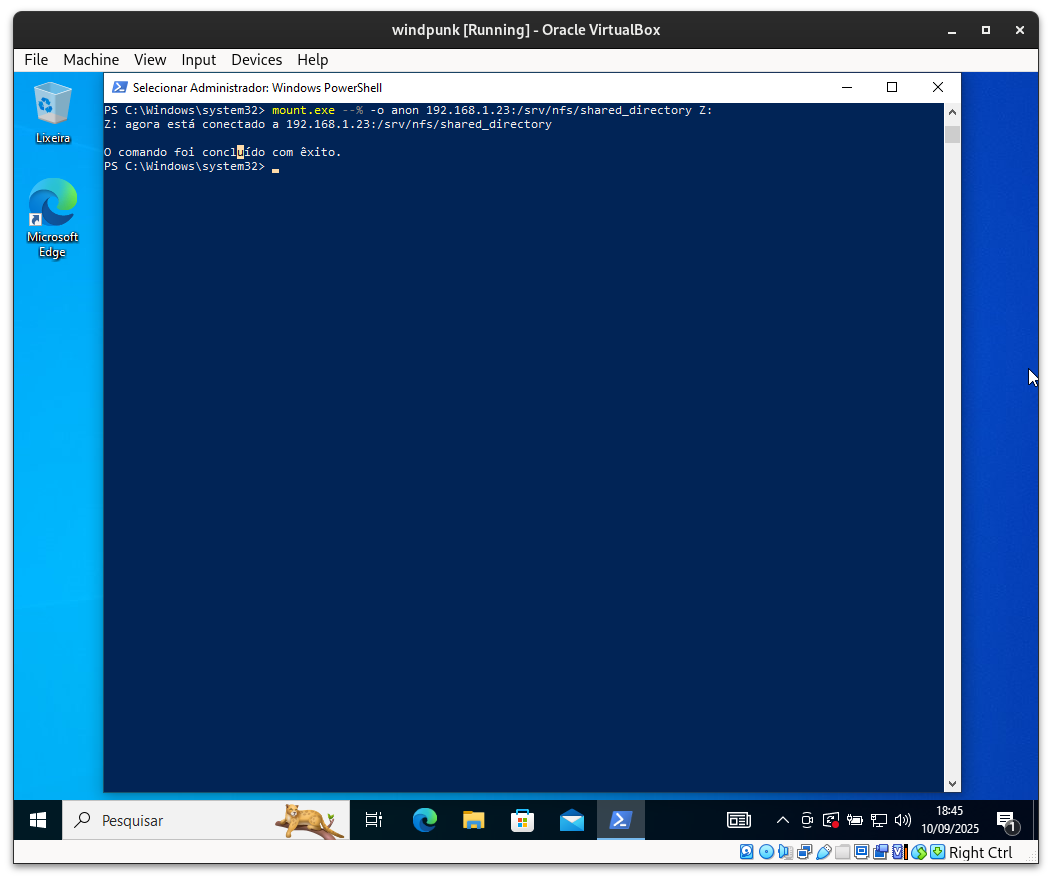 windpunk [Running] - Oracle VirtualBox
File Machine View Input Devices Help
Lixeira
Microsoft
Edge
Selecionar Administrador: Windows PowerShell
PS C:\Windows\system32> mount.exe --% -o anon 192.168.1.23:/srv/nfs/shared_directory Z:
Z: agora está conectado a 192.168.1.23:/srv/nfs/shared_directory
O comando foi concluído com êxito.
PS C:\Windows\system32>
Pesquisar
18:45
10/09/2025
1
Right Ctrl